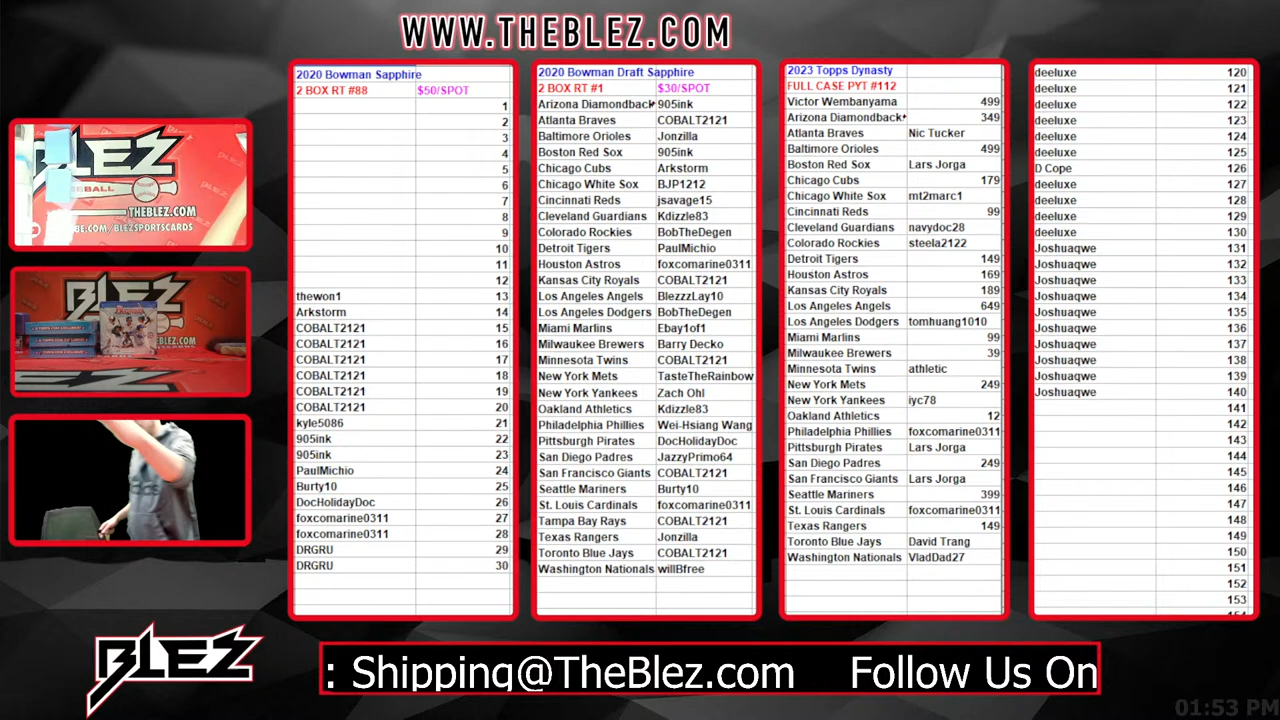 WWW.THEBLEZ.COM
2020 Bowman Sapphire
2 BOX RT #88 $50/SPOT
1
2
3
4
5
6
7
8
9
10
11
12
thewon1 13
Arkstorm 14
COBALT2121 15
COBALT2121 16
COBALT2121 17
COBALT2121 18
COBALT2121 19
COBALT2121 20
kyle5086 21
905ink 22
905ink 23
PaulMichio 24
Burty10 25
DocHolidayDoc 26
foxcomarine0311 27
foxcomarine0311 28
DRGRU 29
DRGRU 30
2020 Bowman Draft Sapphire
2 BOX RT #1 $30/SPOT
Arizona Diamondback 905ink
Atlanta Braves COBALT2121
Baltimore Orioles Jonzilla
Boston Red Sox 905ink
Chicago Cubs Arkstorm
Chicago White Sox BJP1212
Cincinnati Reds jsavage15
Cleveland Guardians Kdizzle83
Colorado Rockies BobTheDegen
Detroit Tigers PaulMichio
Houston Astros foxcomarine0311
Kansas City Royals COBALT2121
Los Angeles Angels BlezzzLay10
Los Angeles Dodgers BobTheDegen
Miami Marlins Ebay1of1
Milwaukee Brewers Barry Decko
Minnesota Twins COBALT2121
New York Mets TasteTheRainbow
New York Yankees Zach Ohl
Oakland Athletics Kdizzle83
Philadelphia Phillies Wei-Hsiang Wang
Pittsburgh Pirates DocHolidayDoc
San Diego Padres JazzyPrimo64
San Francisco Giants COBALT2121
Seattle Mariners Burty10
St. Louis Cardinals foxcomarine0311
Tampa Bay Rays COBALT2121
Texas Rangers Jonzilla
Toronto Blue Jays COBALT2121
Washington Nationals willBfree
2023 Topps Dynasty
FULL CASE PYT #112
Victor Wembanyama 499
Arizona Diamondback 349
Atlanta Braves Nic Tucker
Baltimore Orioles 499
Boston Red Sox Lars Jorga
Chicago Cubs 179
Chicago White Sox mt2marc1
Cincinnati Reds 99
Cleveland Guardians navydoc28
Colorado Rockies steela2122
Detroit Tigers 149
Houston Astros 169
Kansas City Royals 189
Los Angeles Angels 649
Los Angeles Dodgers tomhuang1010
Miami Marlins 99
Milwaukee Brewers 39
Minnesota Twins athletic
New York Mets 249
New York Yankees iyc78
Oakland Athletics 12
Philadelphia Phillies foxcomarine0311
Pittsburgh Pirates Lars Jorga
San Diego Padres 249
San Francisco Giants Lars Jorga
Seattle Mariners 399
St. Louis Cardinals foxcomarine0311
Texas Rangers 149
Toronto Blue Jays David Trang
Washington Nationals VladDad27
deeluxe 120
deeluxe 121
deeluxe 122
deeluxe 123
deeluxe 124
deeluxe 125
D Cope 126
deeluxe 127
deeluxe 128
deeluxe 129
deeluxe 130
Joshuaqwe 131
Joshuaqwe 132
Joshuaqwe 133
Joshuaqwe 134
Joshuaqwe 135
Joshuaqwe 136
Joshuaqwe 137
Joshuaqwe 138
Joshuaqwe 139
Joshuaqwe 140
141
142
143
144
145
146
147
148
149
150
151
152
153
154
BLEZ
THEBLEZ.COM
BE.COM/BLEZSPORTSCARDS
BLEZ
BLEZ
: Shipping@TheBlez.com Follow Us On
01:53 PM